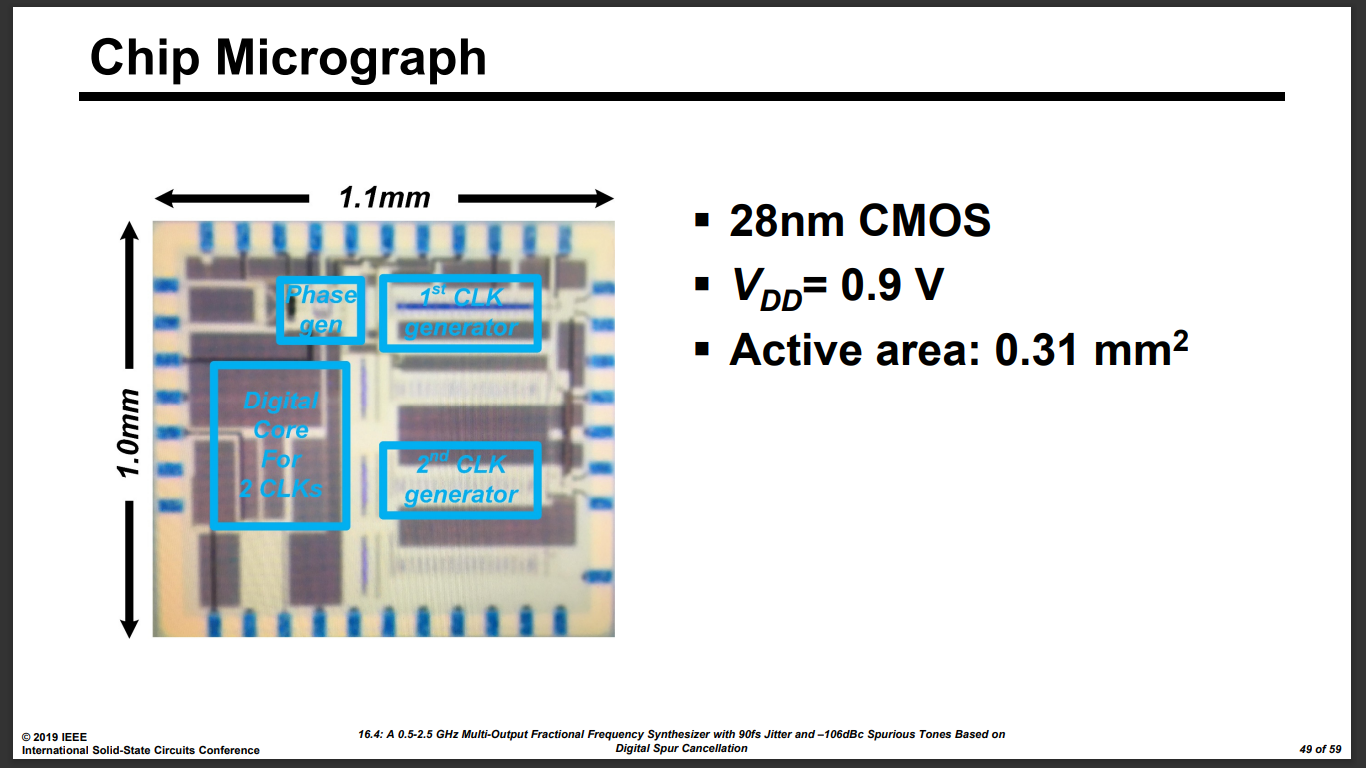 Chip Micrograph
1.1mm
1.0mm
Phase
gen
1st CLK
generator
Digital
Core
For
2 CLKs
2nd CLK
generator
▪ 28nm CMOS
▪ VDD= 0.9 V
▪ Active area: 0.31 mm²
© 2019 IEEE
International Solid-State Circuits Conference
16.4: A 0.5-2.5 GHz Multi-Output Fractional Frequency Synthesizer with 90fs Jitter and –106dBc Spurious Tones Based on
Digital Spur Cancellation
49 of 59